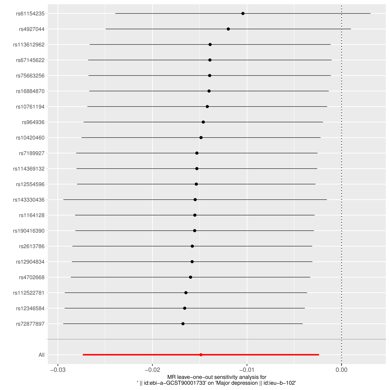 rs61154235
rs4927044
rs113612962
rs67145622
rs75663256
rs16884870
rs10761194
rs964936
rs10420460
rs7189927
rs114369132
rs12554596
rs143330436
rs1164128
rs190416390
rs2813786
rs12904834
rs4702668
rs112522781
rs12346584
rs72877897
All
−0.03
−0.02
−0.01
0.00
MR leave−one−out sensitivity analysis for
' || id:ebi−a−GCST90001733' on 'Major depression || id:ieu−b−102'